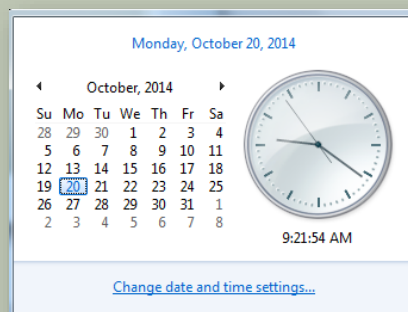 Monday, October 20, 2014
October, 2014
Su Mo Tu We Th Fr Sa
28 29 30 1 2 3 4
5 6 7 8 9 10 11
12 13 14 15 16 17 18
19 20 21 22 23 24 25
26 27 28 29 30 31 1
2 3 4 5 6 7 8
9:21:54 AM
Change date and time settings...